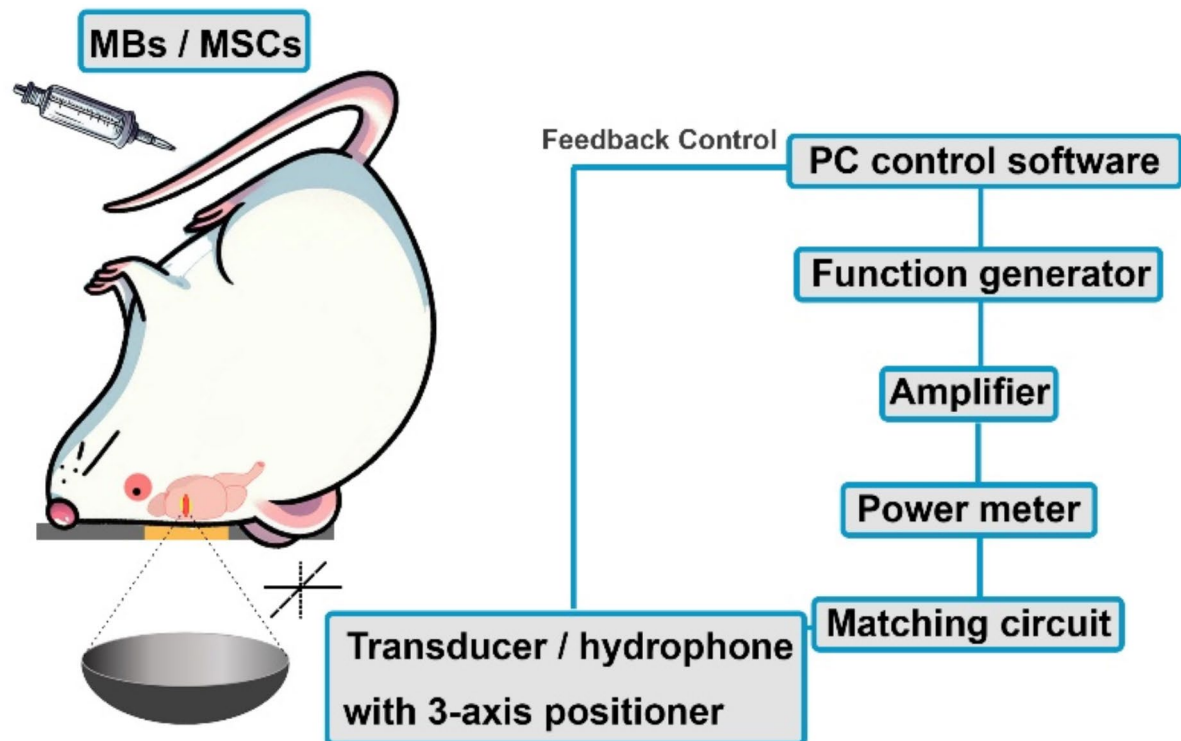 MBs / MSCs
Feedback Control
PC control software
Function generator
Amplifier
Power meter
Matching circuit
Transducer / hydrophone
with 3-axis positioner